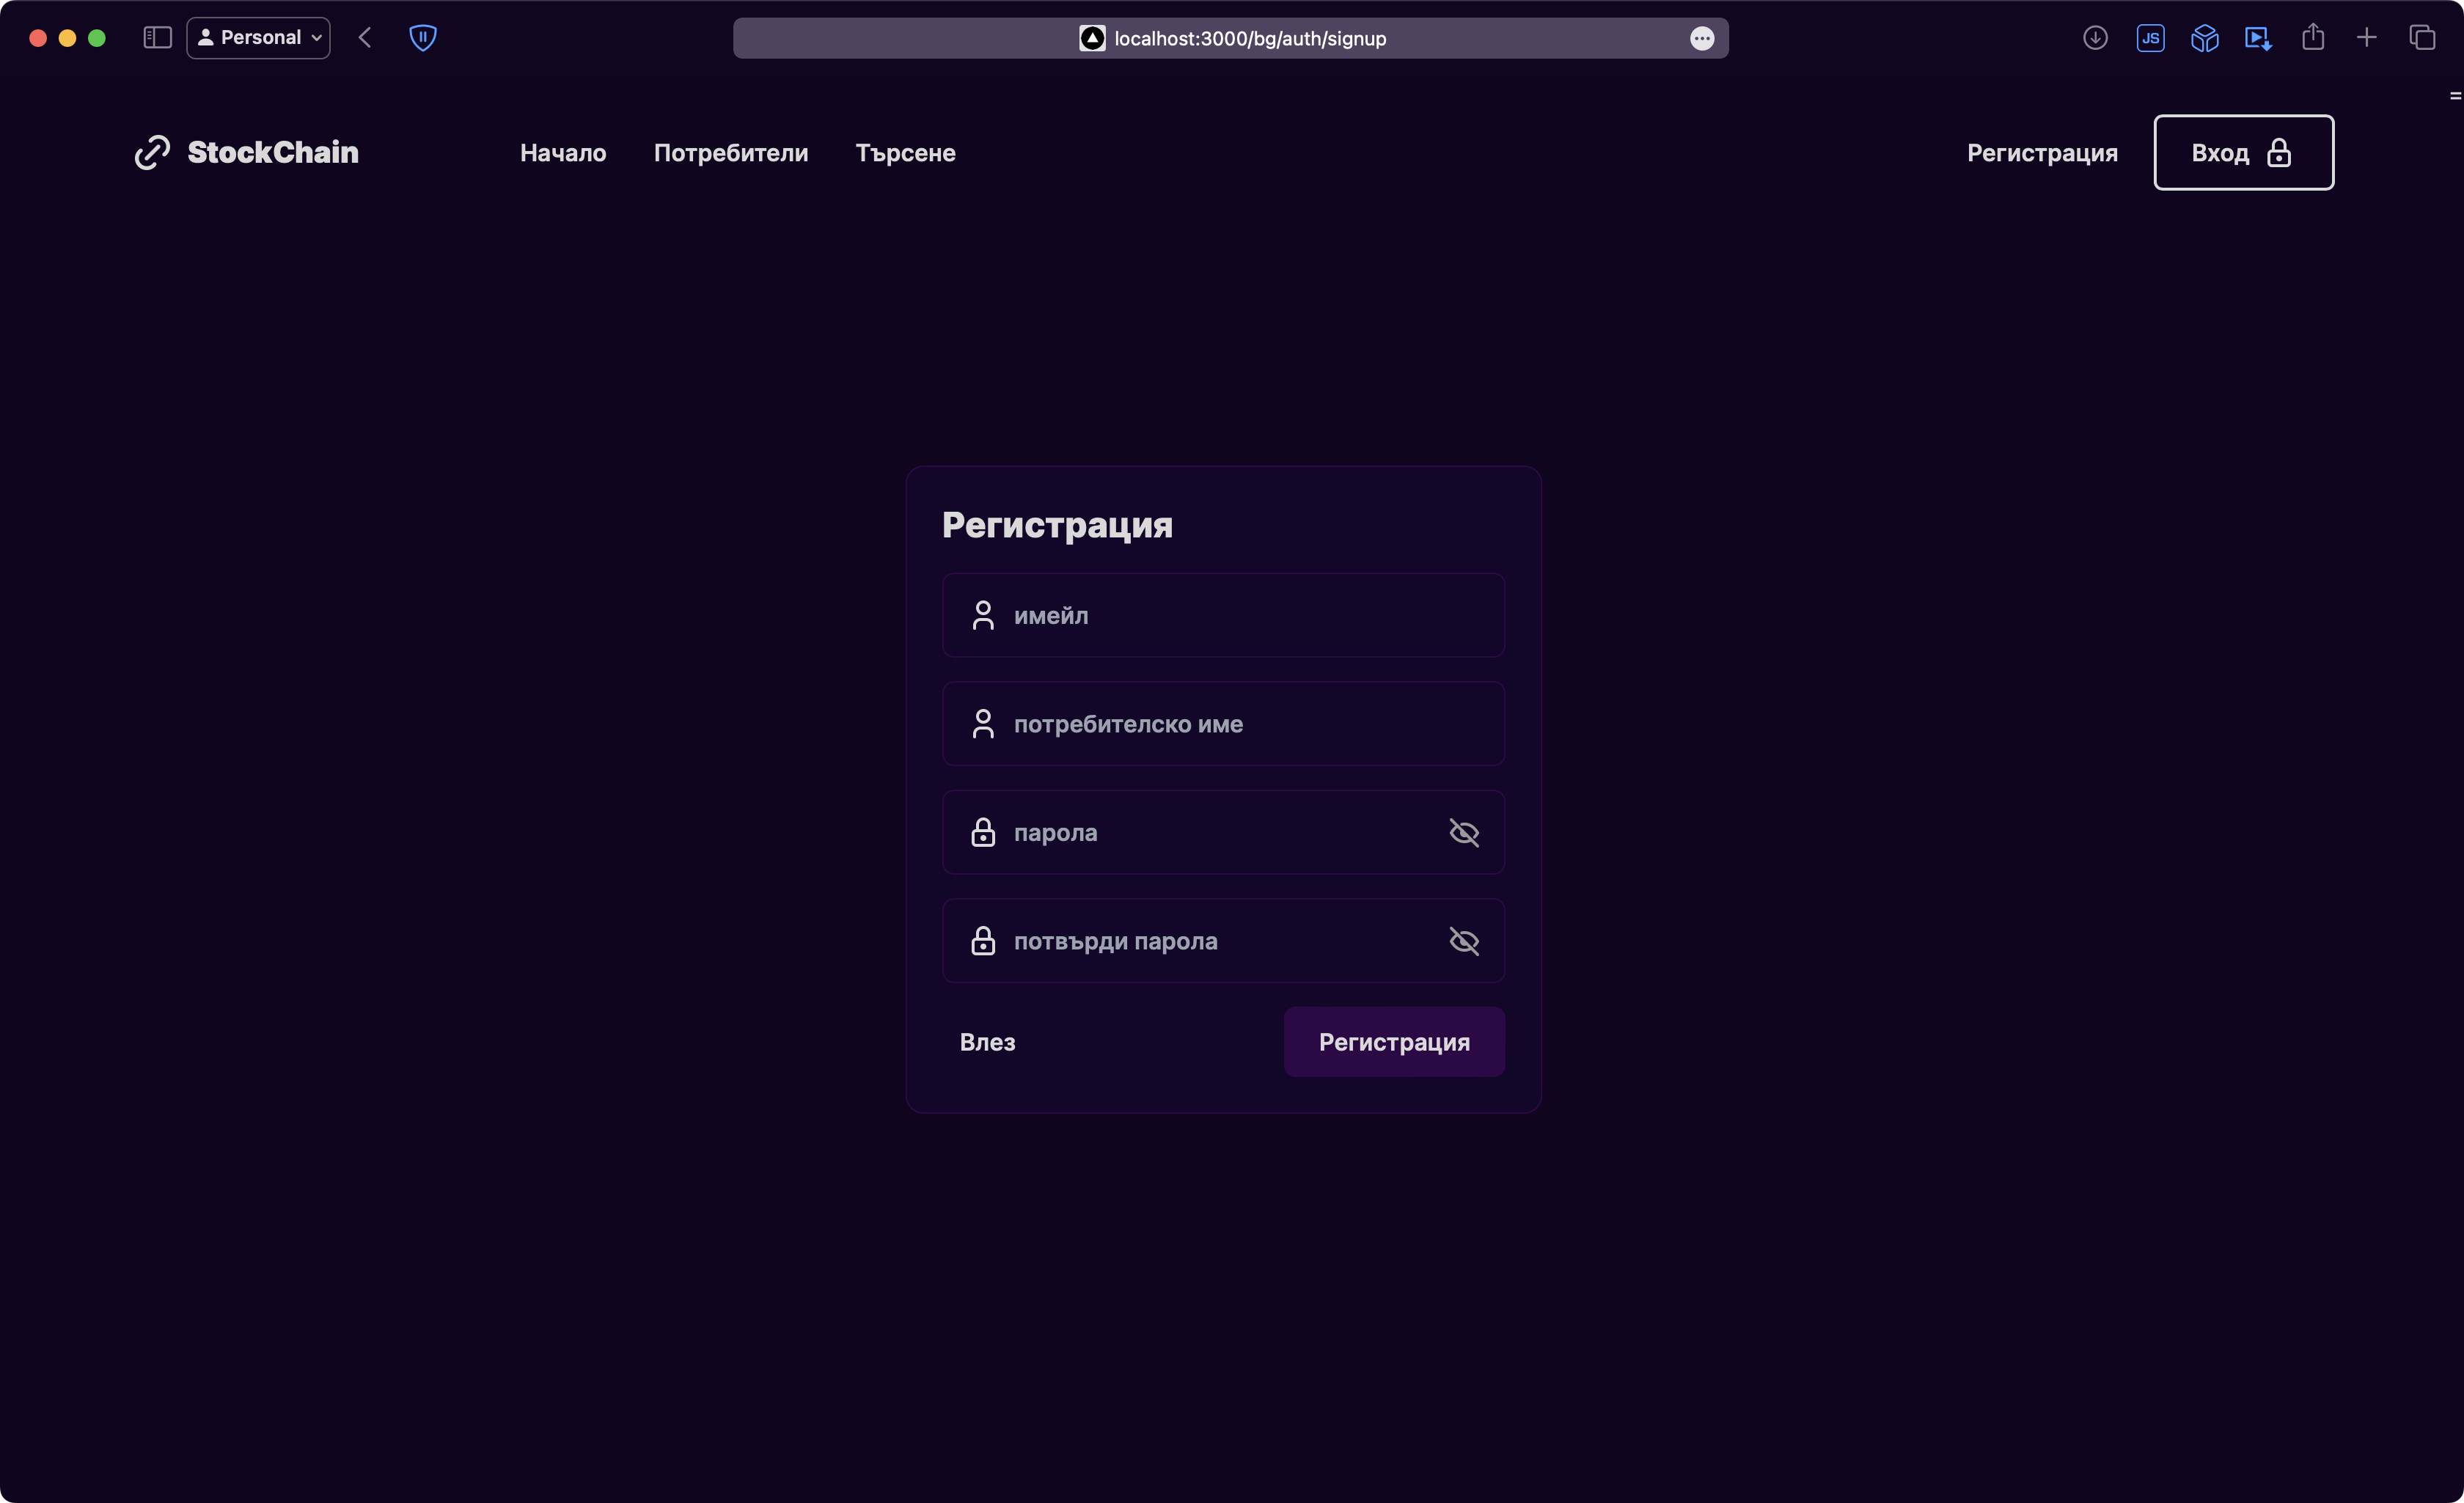 Personal
localhost:3000/bg/auth/signup
JS
StockChain
Начало
Потребители
Търсене
Регистрация
Вход
Регистрация
имейл
потребителско име
парола
потвърди парола
Влез
Регистрация